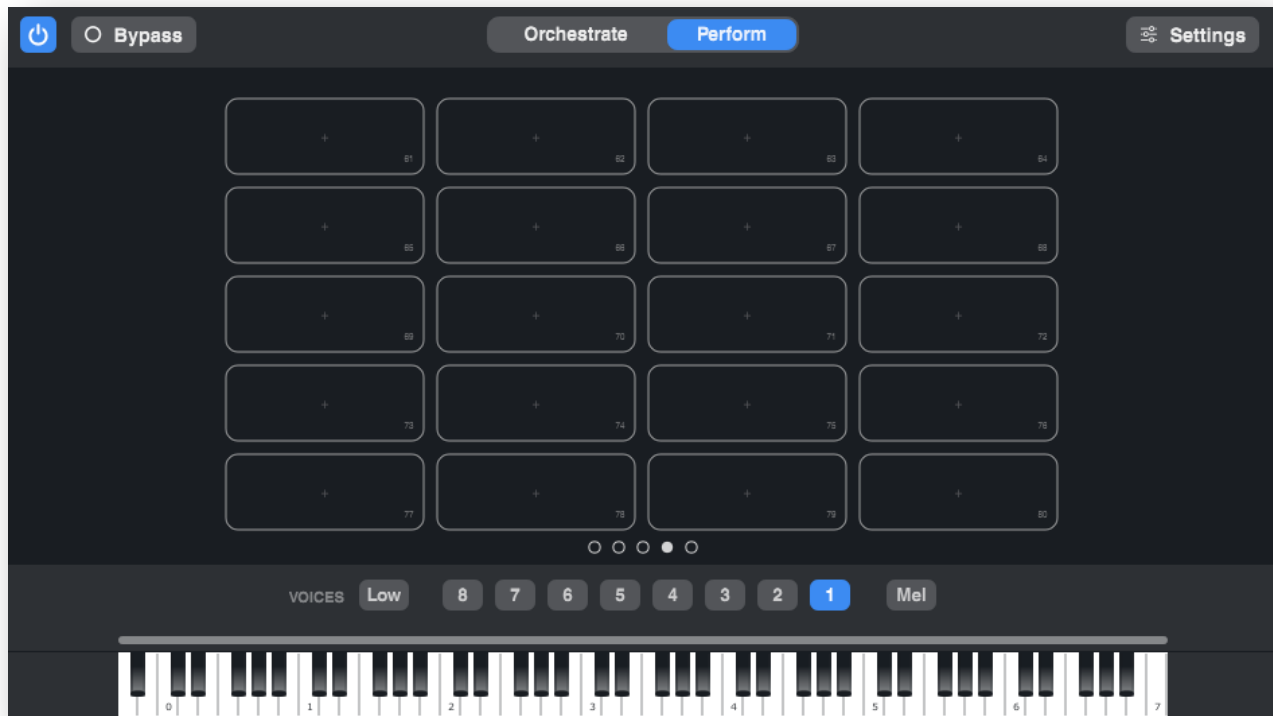 Bypass Orchestrate Perform Settings
+ + + +
61 62 63 64
+ + + +
65 66 67 68
+ + + +
69 70 71 72
+ + + +
73 74 75 76
+ + + +
77 78 79 80
VOICES Low 8 7 6 5 4 3 2 1 Mel
0 1 2 3 4 5 6 7